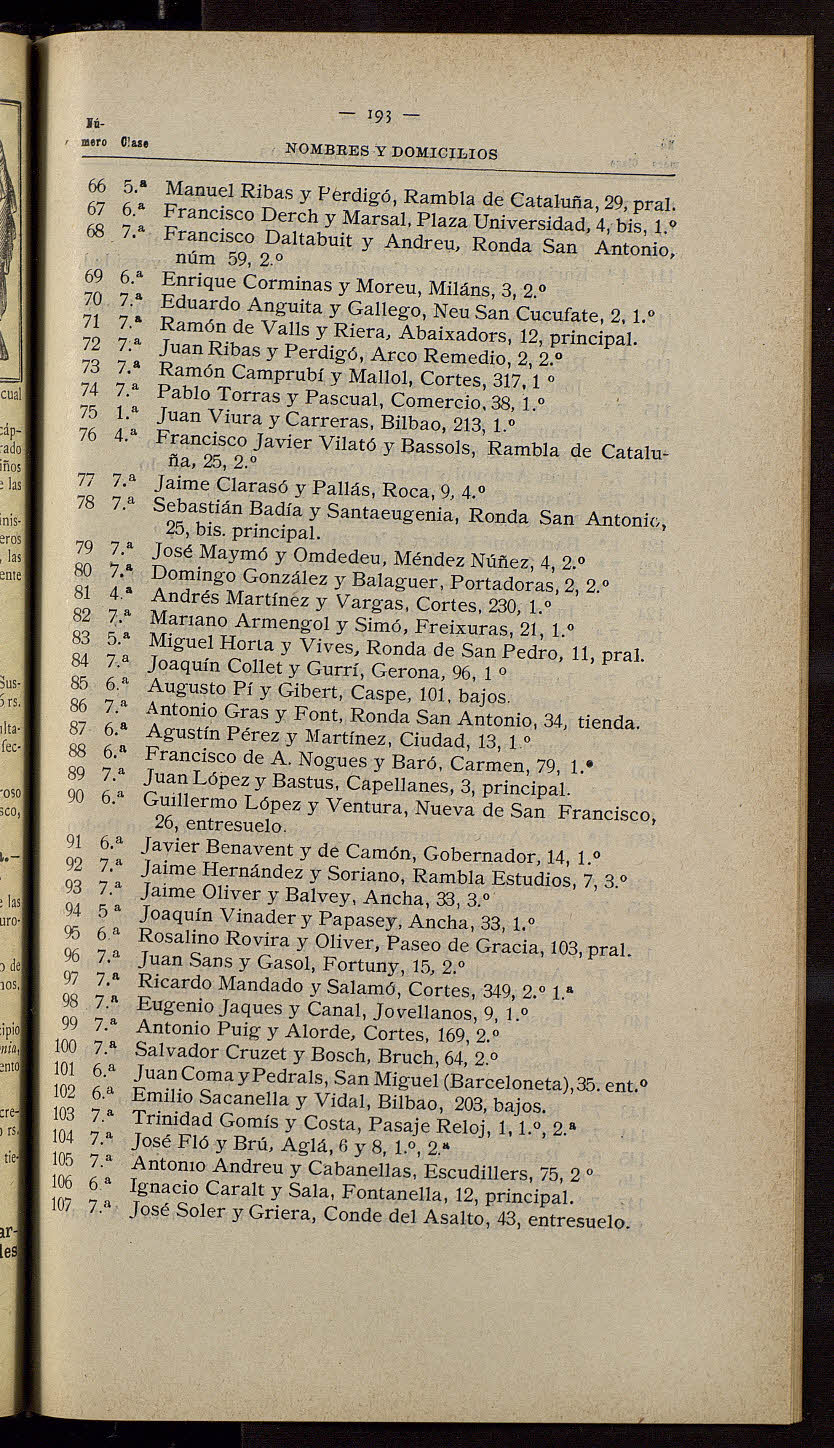 — 193 —
Nú-
mero Clase NOMBRES Y DOMICILIOS
66 5.ª Manuel Ribas y Perdigó, Rambla de Cataluña, 29, pral.
67 6.ª Francisco Derch y Marsal, Plaza Universidad, 4, bis, 1.º
68 7.ª Francisco Daltabuit y Andreu, Ronda San Antonio,
núm 59, 2.º
69 6.ª Enrique Corminas y Moreu, Miláns, 3, 2.º
70 7.ª Eduardo Anguita y Gallego, Neu San Cucufate, 2, 1.º
71 7.ª Ramón de Valls y Riera, Abaixadors, 12, principal.
72 7.ª Juan Ribas y Perdigó, Arco Remedio, 2, 2.º
73 7.ª Ramón Camprubí y Mallol, Cortes, 317, 1 º
74 7.ª Pablo Torras y Pascual, Comercio, 38, 1.º
75 1.ª Juan Viura y Carreras, Bilbao, 213, 1.º
76 4.ª Francisco Javier Vilató y Bassols, Rambla de Catalu-
ña, 25, 2.º
77 7.ª Jaime Clarasó y Pallás, Roca, 9, 4.º
78 7.ª Sebastián Badía y Santaeugenia, Ronda San Antonio,
25, bis. principal.
79 7.ª José Maymó y Omdedeu, Méndez Núñez, 4, 2.º
80 7.ª Domingo González y Balaguer, Portadoras, 2, 2.º
81 4.ª Andrés Martínez y Vargas, Cortes, 230, 1.º
82 7.ª Mariano Armengol y Simó, Freixuras, 21, 1.º
83 5.ª Miguel Horta y Vives, Ronda de San Pedro, 11, pral.
84 7.ª Joaquín Collet y Gurrí, Gerona, 96, 1 º
85 6.ª Augusto Pí y Gibert, Caspe, 101, bajos.
86 7.ª Antonio Gras y Font, Ronda San Antonio, 34, tienda.
87 6.ª Agustín Pérez y Martínez, Ciudad, 13, 1.º
88 6.ª Francisco de A. Nogues y Baró, Carmen, 79, 1.º
89 7.ª Juan López y Bastus, Capellanes, 3, principal.
90 6.ª Guillermo López y Ventura, Nueva de San Francisco,
26, entresuelo.
91 6.ª Javier Benavent y de Camón, Gobernador, 14, 1.º
92 7.ª Jaime Hernández y Soriano, Rambla Estudios, 7, 3.º
93 7.ª Jaime Oliver y Balvey, Ancha, 33, 3.º
94 5 ª Joaquín Vinader y Papasey, Ancha, 33, 1.º
95 6 ª Rosalino Rovira y Oliver, Paseo de Gracia, 103, pral.
96 7.ª Juan Sans y Gasol, Fortuny, 15, 2.º
97 7.ª Ricardo Mandado y Salamó, Cortes, 349, 2.º 1.ª
98 7.ª Eugenio Jaques y Canal, Jovellanos, 9, 1.º
99 7.ª Antonio Puig y Alorde, Cortes, 169, 2.º
100 7.ª Salvador Cruzet y Bosch, Bruch, 64, 2.º
101 6.ª Juan Coma y Pedrals, San Miguel (Barceloneta), 35. ent.º
102 6.ª Emilio Sacanella y Vidal, Bilbao, 203, bajos.
103 7.ª Trinidad Gomís y Costa, Pasaje Reloj, 1, 1.º, 2.ª
104 7.ª José Fló y Brú, Aglá, 6 y 8, 1.º, 2.ª
105 7.ª Antonio Andreu y Cabanellas, Escudillers, 75, 2 º
106 6 ª Ignacio Caralt y Sala, Fontanella, 12, principal.
107 7.ª José Soler y Griera, Conde del Asalto, 43, entresuelo.